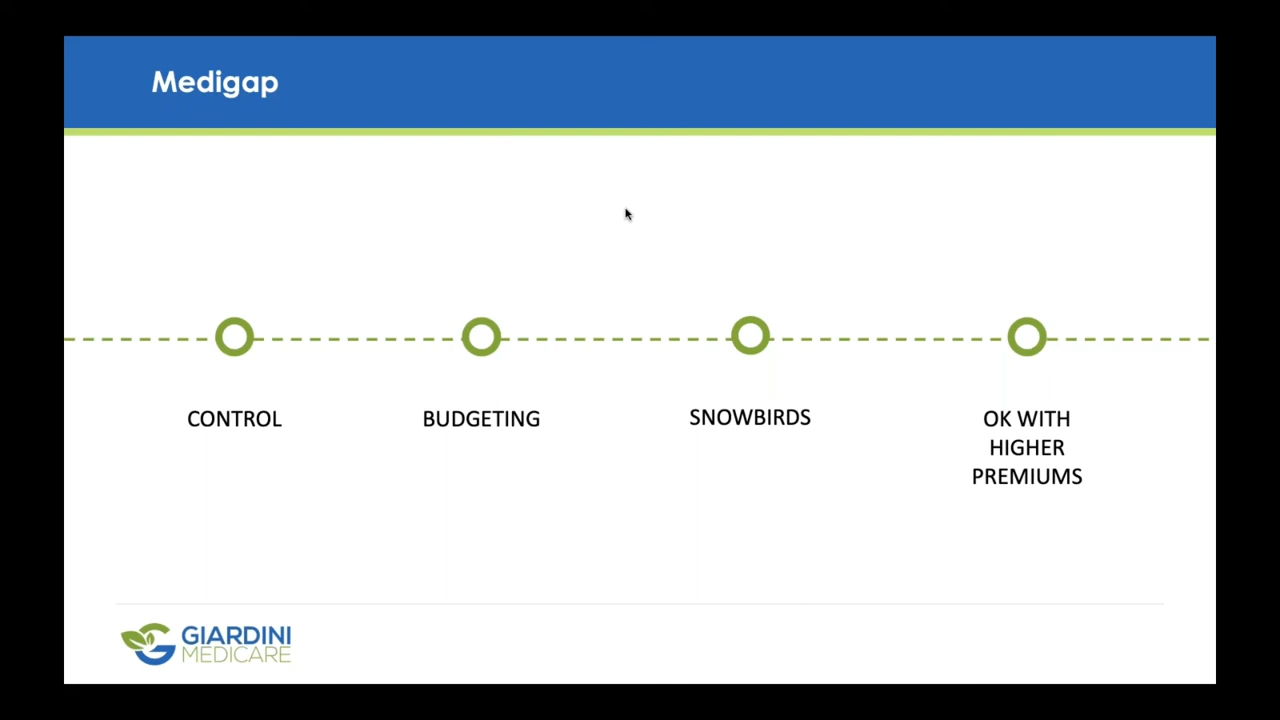 Medigap
CONTROL
BUDGETING
SNOWBIRDS
OK WITH
HIGHER
PREMIUMS
GIARDINI
MEDICARE